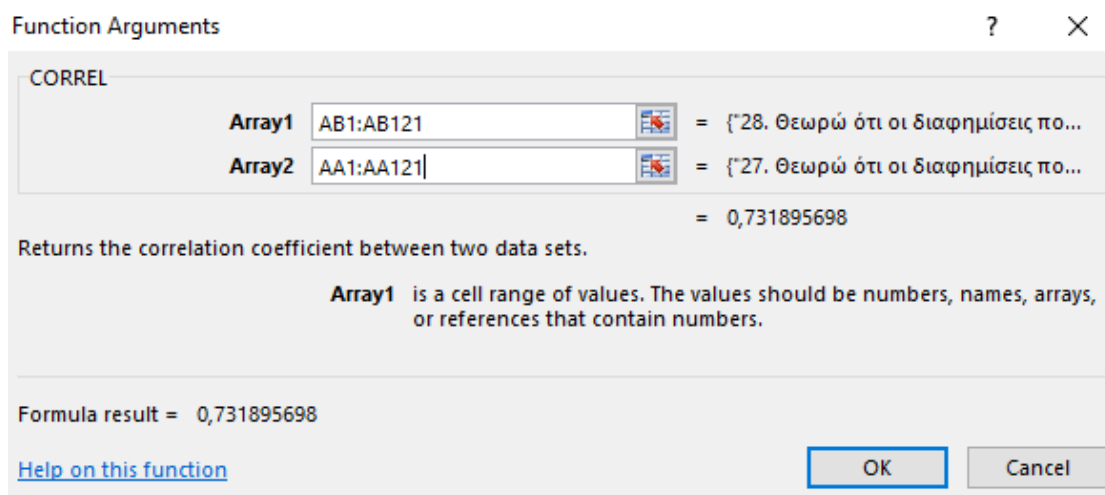 Function Arguments ? ×
CORREL
Array1 AB1:AB121 = {"28. Θεωρώ ότι οι διαφημίσεις πο...
Array2 AA1:AA121 = {"27. Θεωρώ ότι οι διαφημίσεις πο...
= 0,731895698
Returns the correlation coefficient between two data sets.
Array1 is a cell range of values. The values should be numbers, names, arrays,
or references that contain numbers.
Formula result = 0,731895698
Help on this function OK Cancel